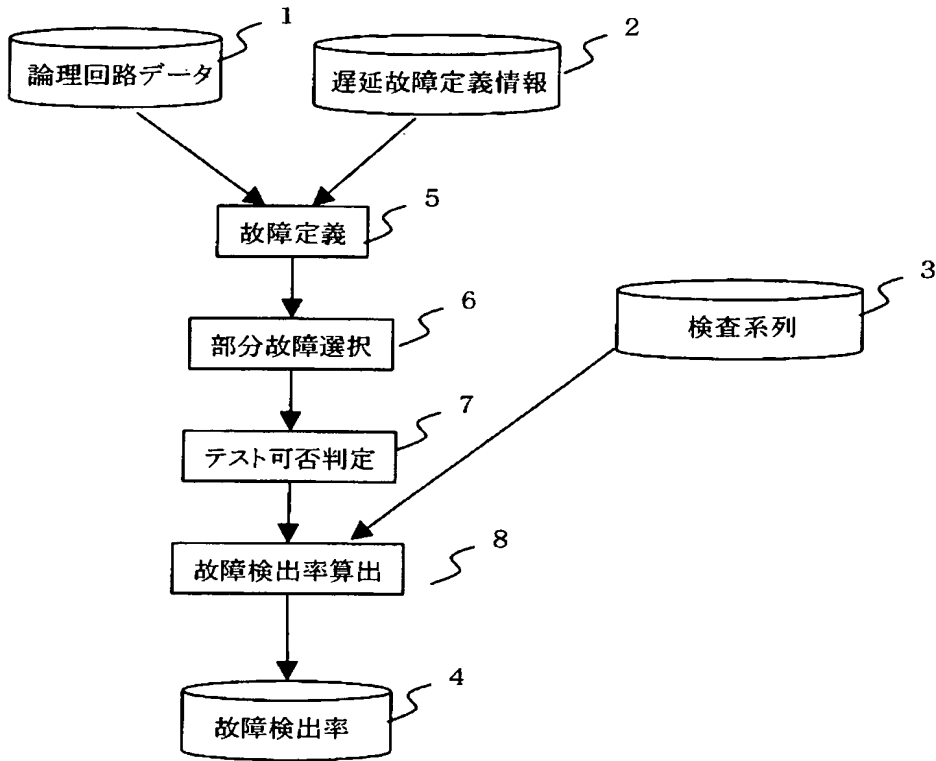 1
論理回路データ
2
遅延故障定義情報
5
故障定義
6
部分故障選択
3
検査系列
7
テスト可否判定
8
故障検出率算出
4
故障検出率